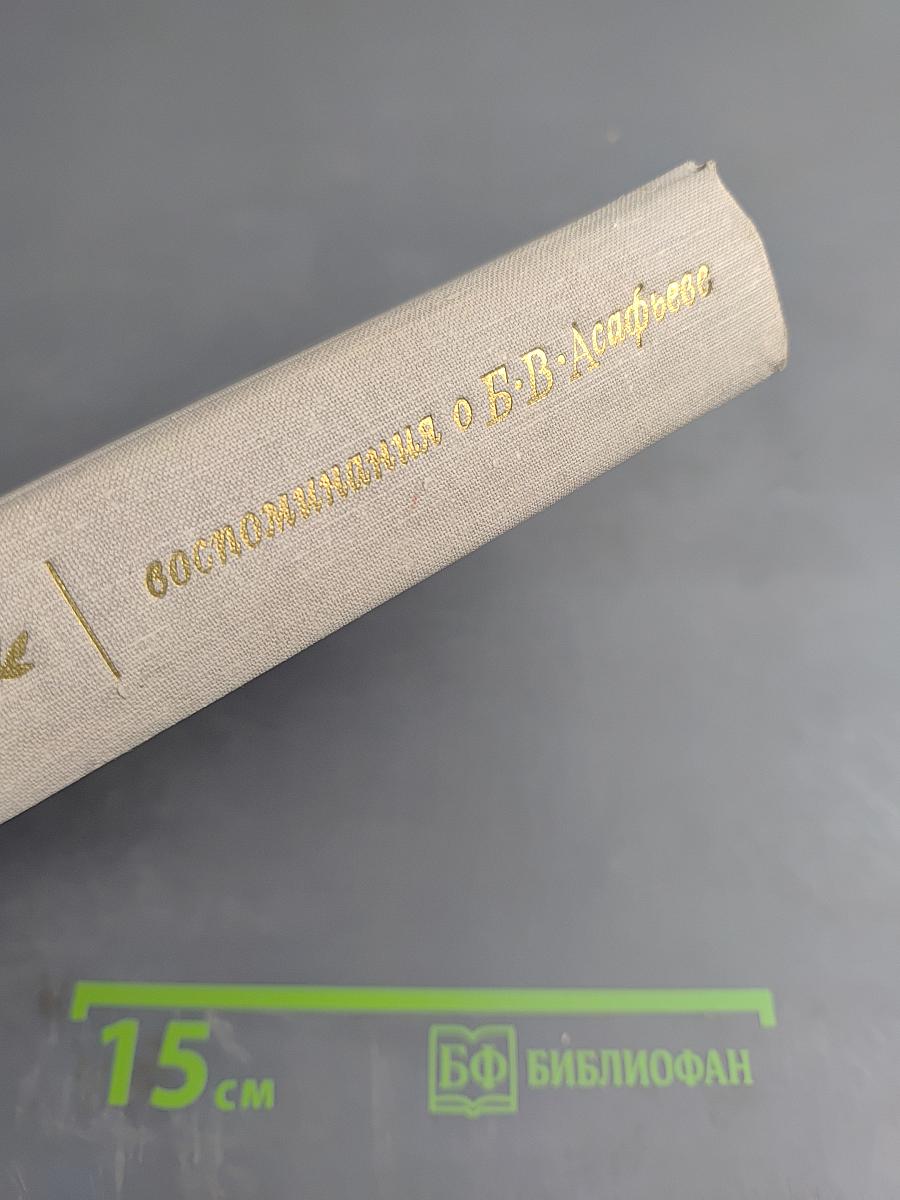 воспоминания о Б·В·Асафьеве
15 см
БФ БИБЛИОФАН